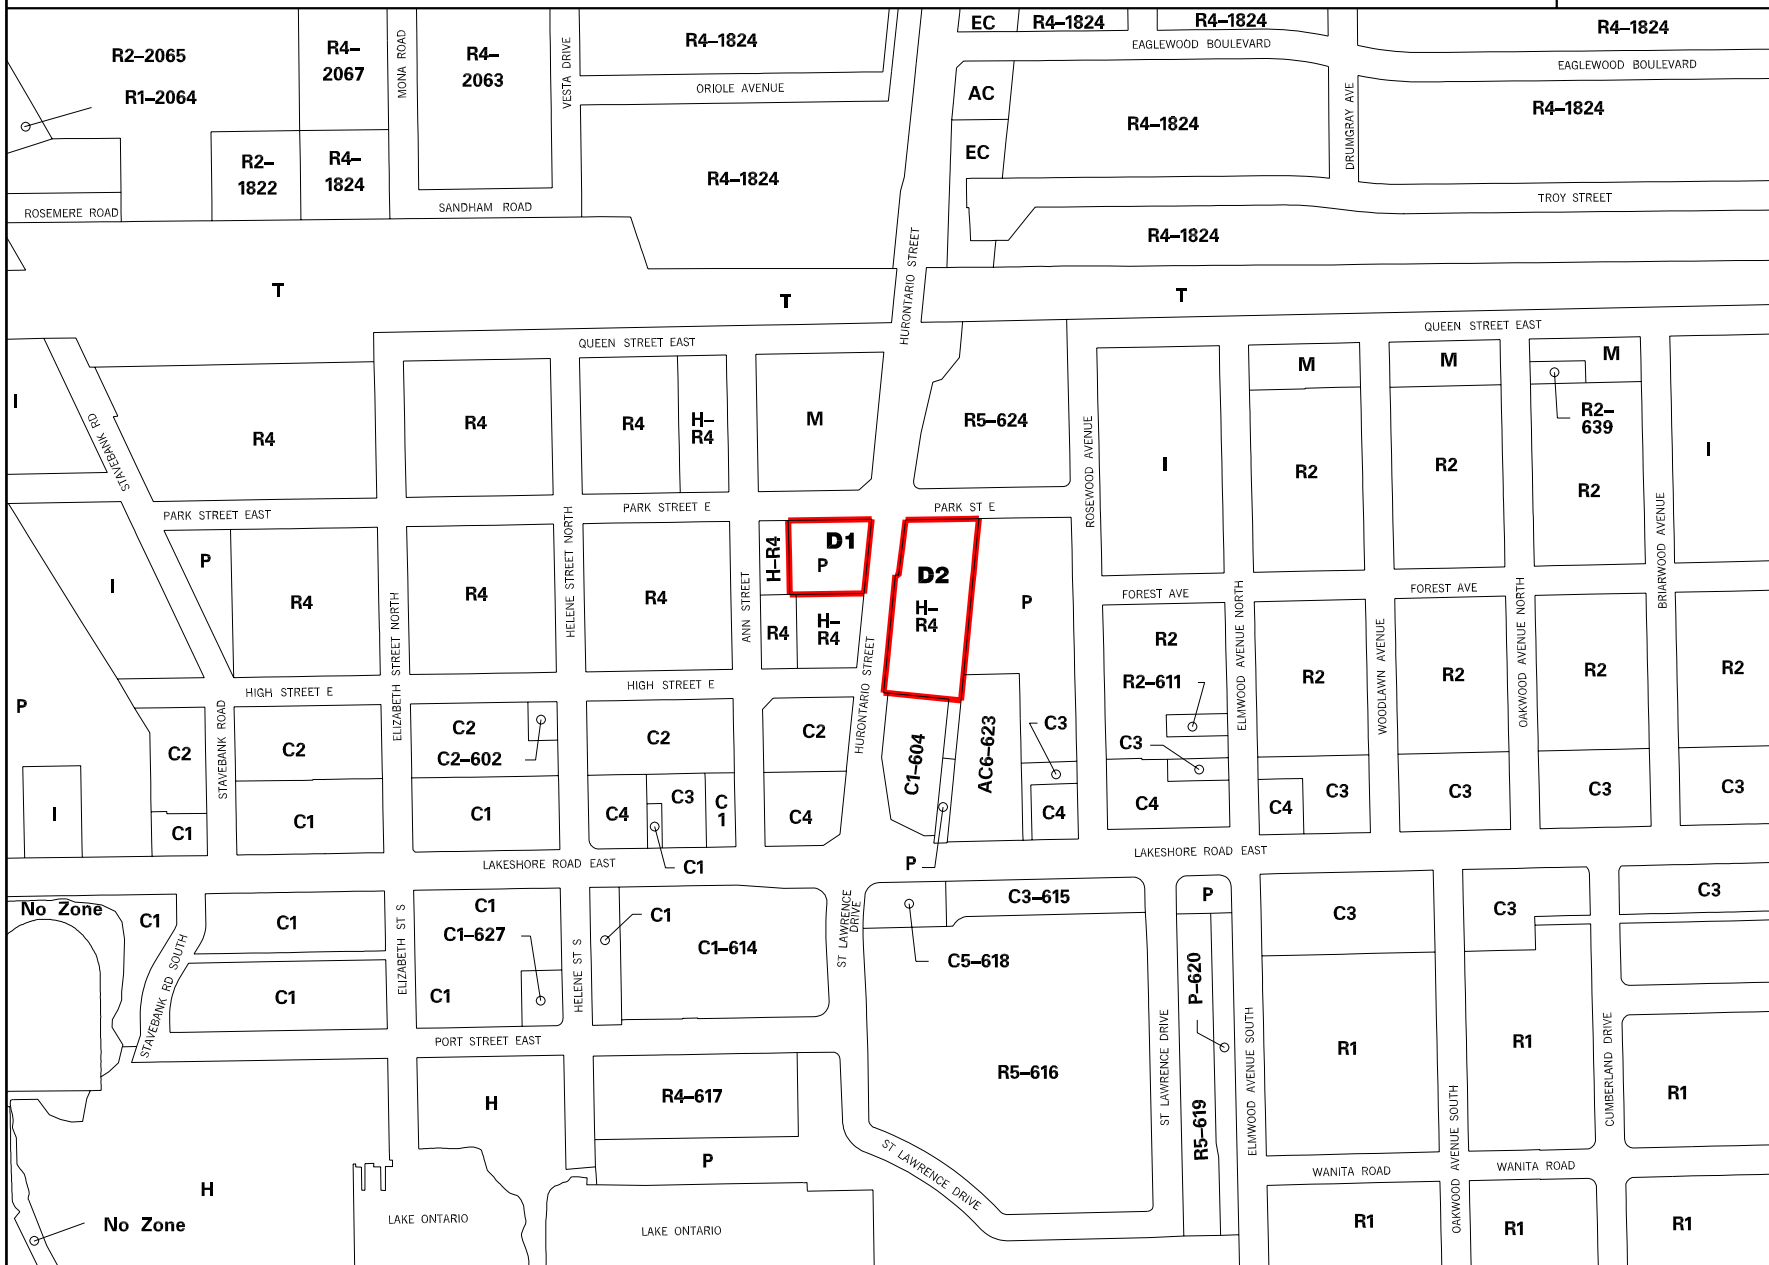 EC
R4–1824
R4–1824
R4–1824
R2–2065
R4–
2067
MONA ROAD
R4–
2063
VESTA DRIVE
R4–1824
EAGLEWOOD BOULEVARD
EAGLEWOOD BOULEVARD
R1–2064
ORIOLE AVENUE
AC
R4–1824
DRUMGRAY AVE
R4–1824
EC
R2–
1822
R4–
1824
R4–1824
ROSEMERE ROAD
SANDHAM ROAD
TROY STREET
R4–1824
HURONTARIO STREET
T
T
T
QUEEN STREET EAST
QUEEN STREET EAST
M
M
M
R2–
639
I
STAVEBANK RD
R4
R4
R4
H–
R4
M
R5–624
ROSEWOOD AVENUE
I
R2
R2
R2
I
PARK STREET EAST
PARK STREET E
PARK ST E
BRIARWOOD AVENUE
P
I
R4
R4
HELENE STREET NORTH
R4
ANN STREET
H–R4
D1
P
D2
H–
R4
P
ELIZABETH STREET NORTH
R4
H–
R4
FOREST AVE
FOREST AVE
ELMWOOD AVENUE NORTH
WOODLAWN AVENUE
OAKWOOD AVENUE NORTH
R2
R2
R2
R2
R2
R2–611
HURONTARIO STREET
HIGH STREET E
HIGH STREET E
P
STAVEBANK ROAD
C2
C2
C2
C2–602
C2
C2
C1–604
AC6–623
C3
C3
I
C1
C1
C1
C4
C3
C
1
C4
C4
C4
C4
C3
C3
C3
C3
LAKESHORE ROAD EAST
C1
P
LAKESHORE ROAD EAST
No Zone
C1
C1
ELIZABETH ST S
C1
C1–627
C1
C1–614
ST LAWRENCE
DRIVE
C3–615
P
C3
C3
C3
C5–618
STAVEBANK RD SOUTH
C1
C1
HELENE ST S
P–620
PORT STREET EAST
ST LAWRENCE DRIVE
ELMWOOD AVENUE SOUTH
R1
R1
CUMBERLAND DRIVE
R5–616
H
R4–617
R5–619
OAKWOOD AVENUE SOUTH
R1
P
ST LAWRENCE DRIVE
WANITA ROAD
WANITA ROAD
H
No Zone
LAKE ONTARIO
LAKE ONTARIO
R1
R1
R1